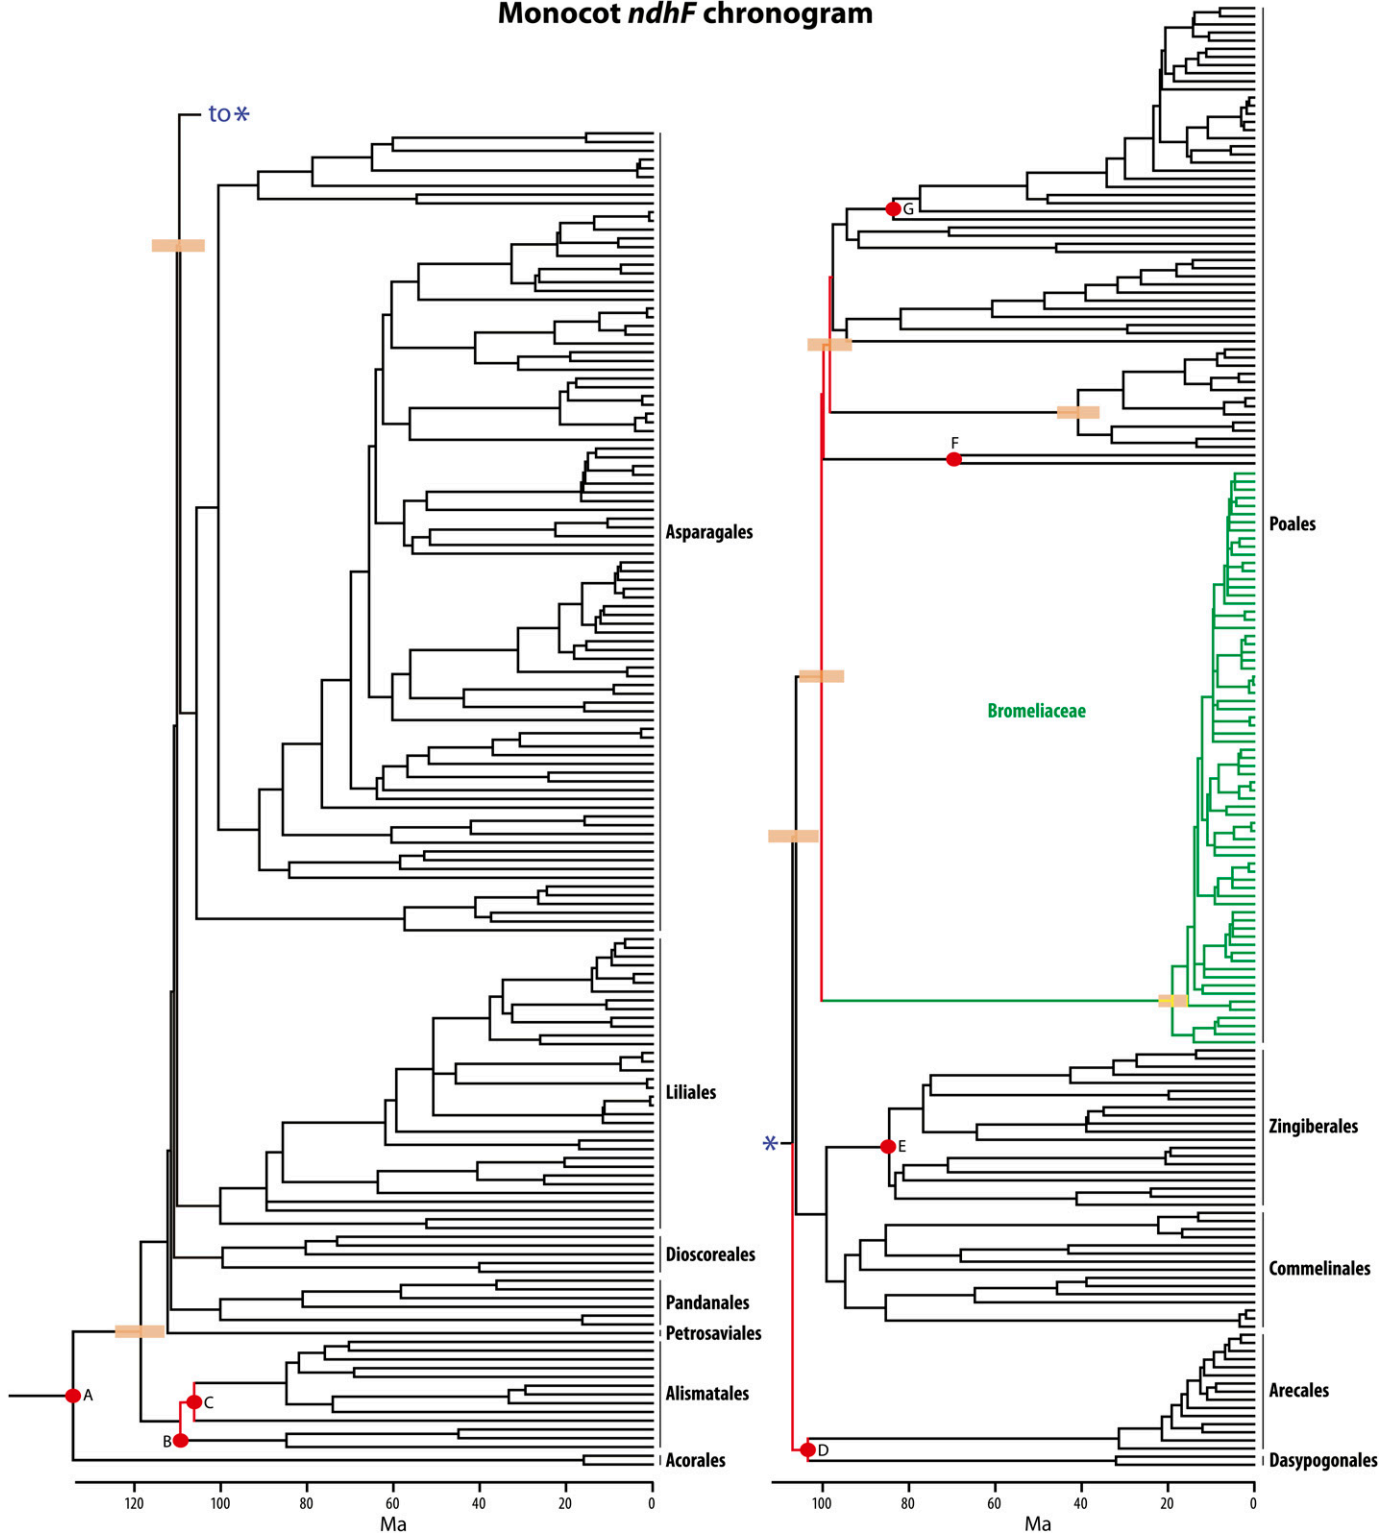 Monocot ndhF chronogram
to*
Asparagales
Liliales
Dioscoreales
Pandanales
Petrosaviales
Alismatales
Acorales
A
C
B
120 100 80 60 40 20 0
Ma
G
F
Poales
Bromeliaceae
Zingiberales
*
E
Commelinales
Arecales
D
Dasypogonales
100 80 60 40 20 0
Ma